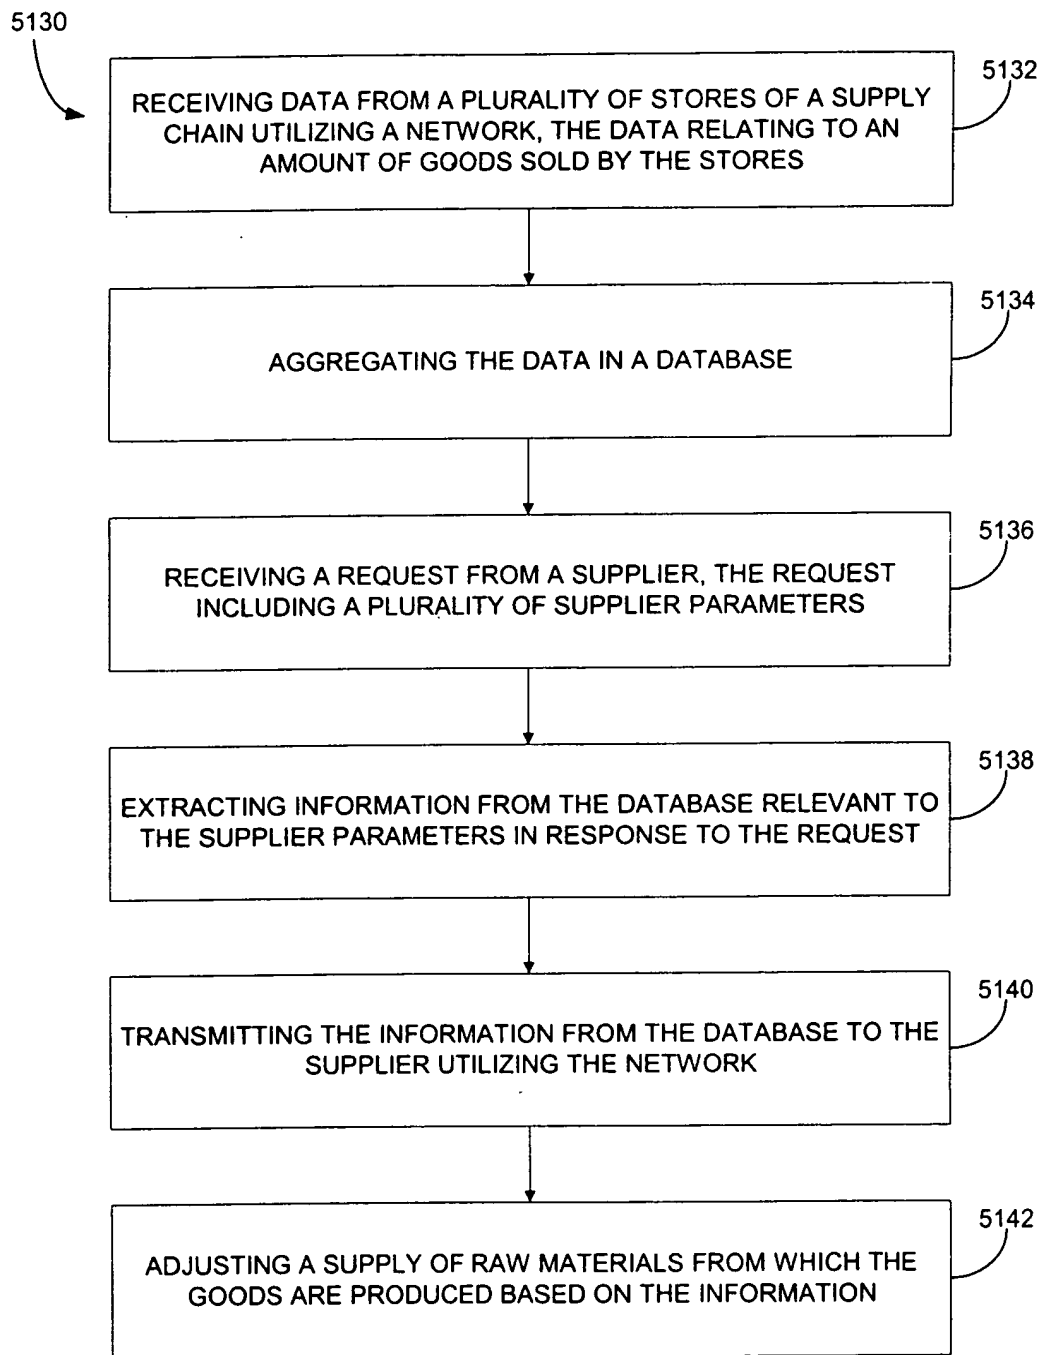 5130
5132
RECEIVING DATA FROM A PLURALITY OF STORES OF A SUPPLY
CHAIN UTILIZING A NETWORK, THE DATA RELATING TO AN
AMOUNT OF GOODS SOLD BY THE STORES
5134
AGGREGATING THE DATA IN A DATABASE
5136
RECEIVING A REQUEST FROM A SUPPLIER, THE REQUEST
INCLUDING A PLURALITY OF SUPPLIER PARAMETERS
5138
EXTRACTING INFORMATION FROM THE DATABASE RELEVANT TO
THE SUPPLIER PARAMETERS IN RESPONSE TO THE REQUEST
5140
TRANSMITTING THE INFORMATION FROM THE DATABASE TO THE
SUPPLIER UTILIZING THE NETWORK
5142
ADJUSTING A SUPPLY OF RAW MATERIALS FROM WHICH THE
GOODS ARE PRODUCED BASED ON THE INFORMATION